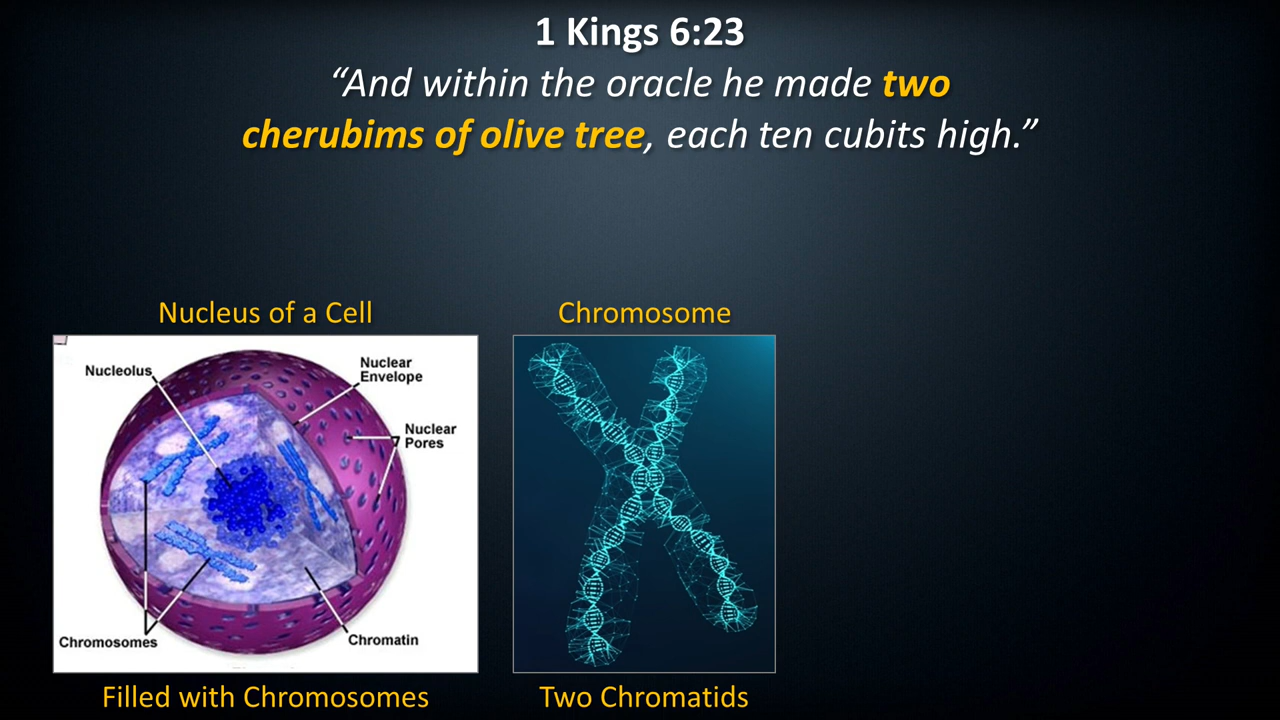 1 Kings 6:23
“And within the oracle he made two
cherubims of olive tree, each ten cubits high.”
Nucleus of a Cell
Chromosome
Nucleolus
Nuclear
Envelope
Nuclear
Pores
Chromosomes
Chromatin
Filled with Chromosomes
Two Chromatids